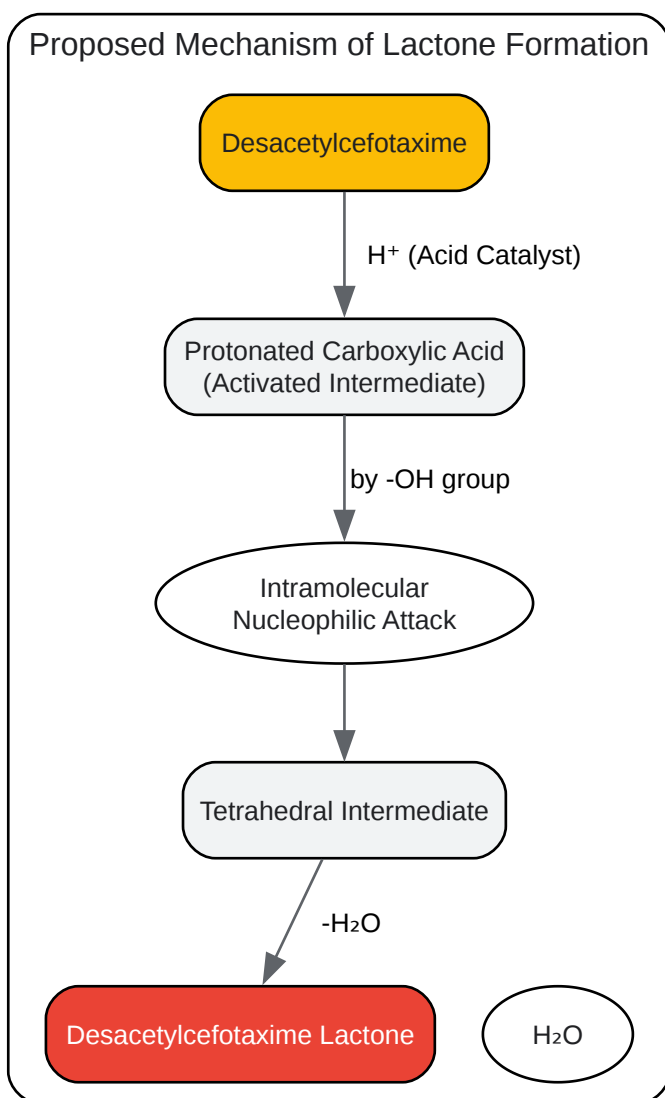 Proposed Mechanism of Lactone Formation
Desacetylcefotaxime
H⁺ (Acid Catalyst)
Protonated Carboxylic Acid
(Activated Intermediate)
by -OH group
Intramolecular
Nucleophilic Attack
Tetrahedral Intermediate
-H₂O
Desacetylcefotaxime Lactone
H₂O